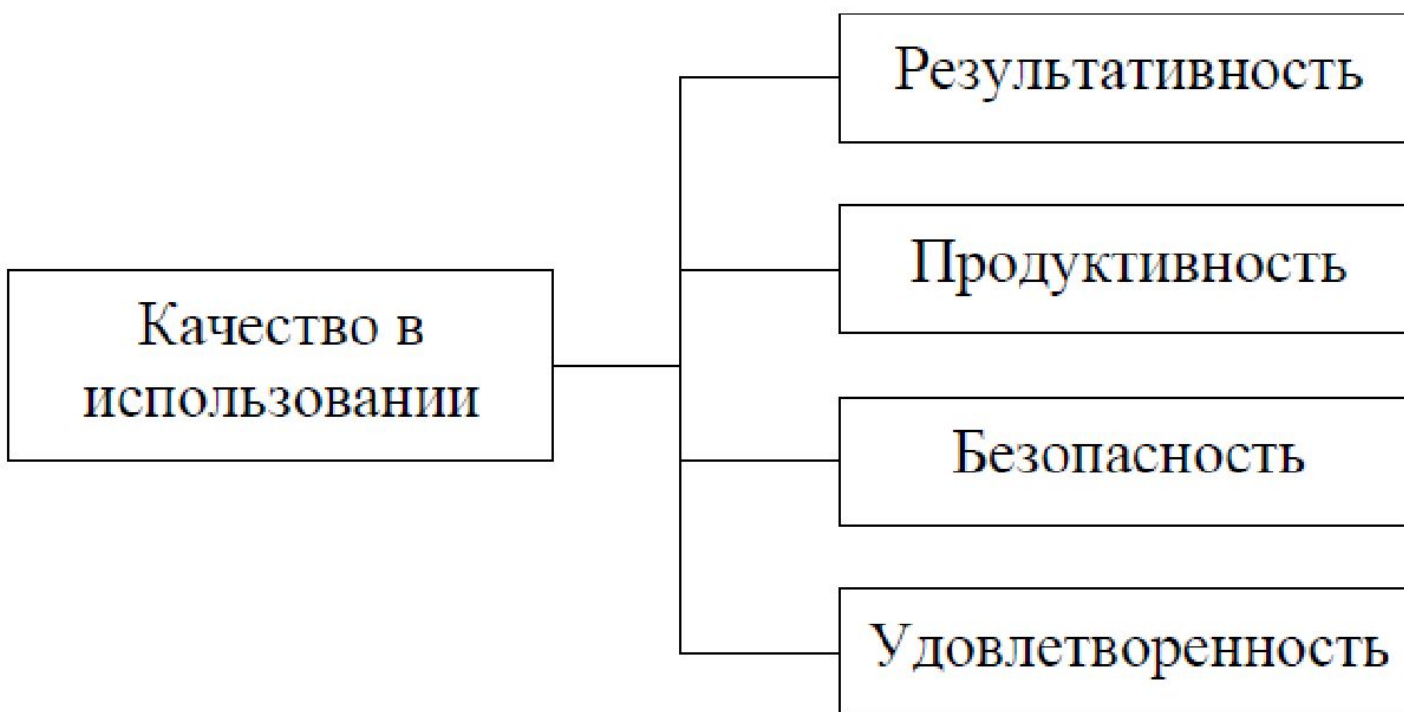 Результативность
Продуктивность
Качество в
использовании
Безопасность
Удовлетворенность